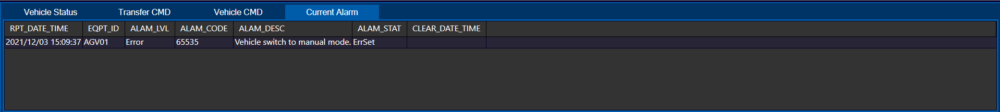 Vehicle Status Transfer CMD Vehicle CMD Current Alarm
RPT_DATE_TIME EQPT_ID ALAM_LVL ALAM_CODE ALAM_DESC ALAM_STAT CLEAR_DATE_TIME
2021/12/03 15:09:37 AGV01 Error 65535 Vehicle switch to manual mode. ErrSet